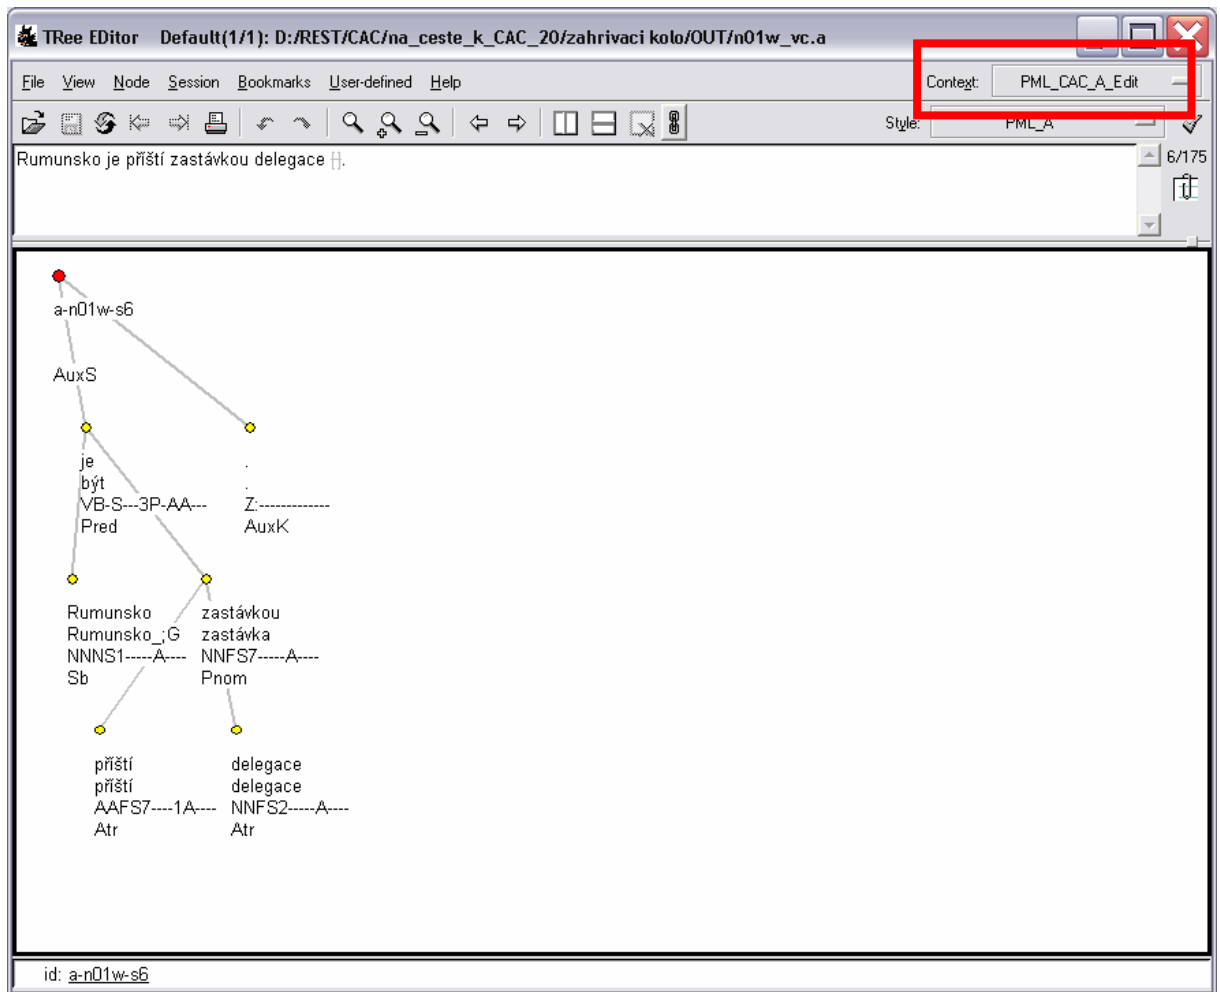 TRee EDitor Default(1/1): D:/REST/CAC/na_ceste_k_CAC_20/zahrivaci kolo/OUT/n01w_vc.a
File View Node Session Bookmarks User-defined Help Context: PML_CAC_A_Edit
Style: PML_A
Rumunsko je příští zastávkou delegace []. 6/175
a-n01w-s6
AuxS
je .
být .
VB-S---3P-AA--- Z:-------------
Pred AuxK
Rumunsko zastávkou
Rumunsko_;G zastávka
NNNS1-----A---- NNFS7-----A----
Sb Pnom
příští delegace
příští delegace
AAFS7----1A---- NNFS2-----A----
Atr Atr
id: a-n01w-s6